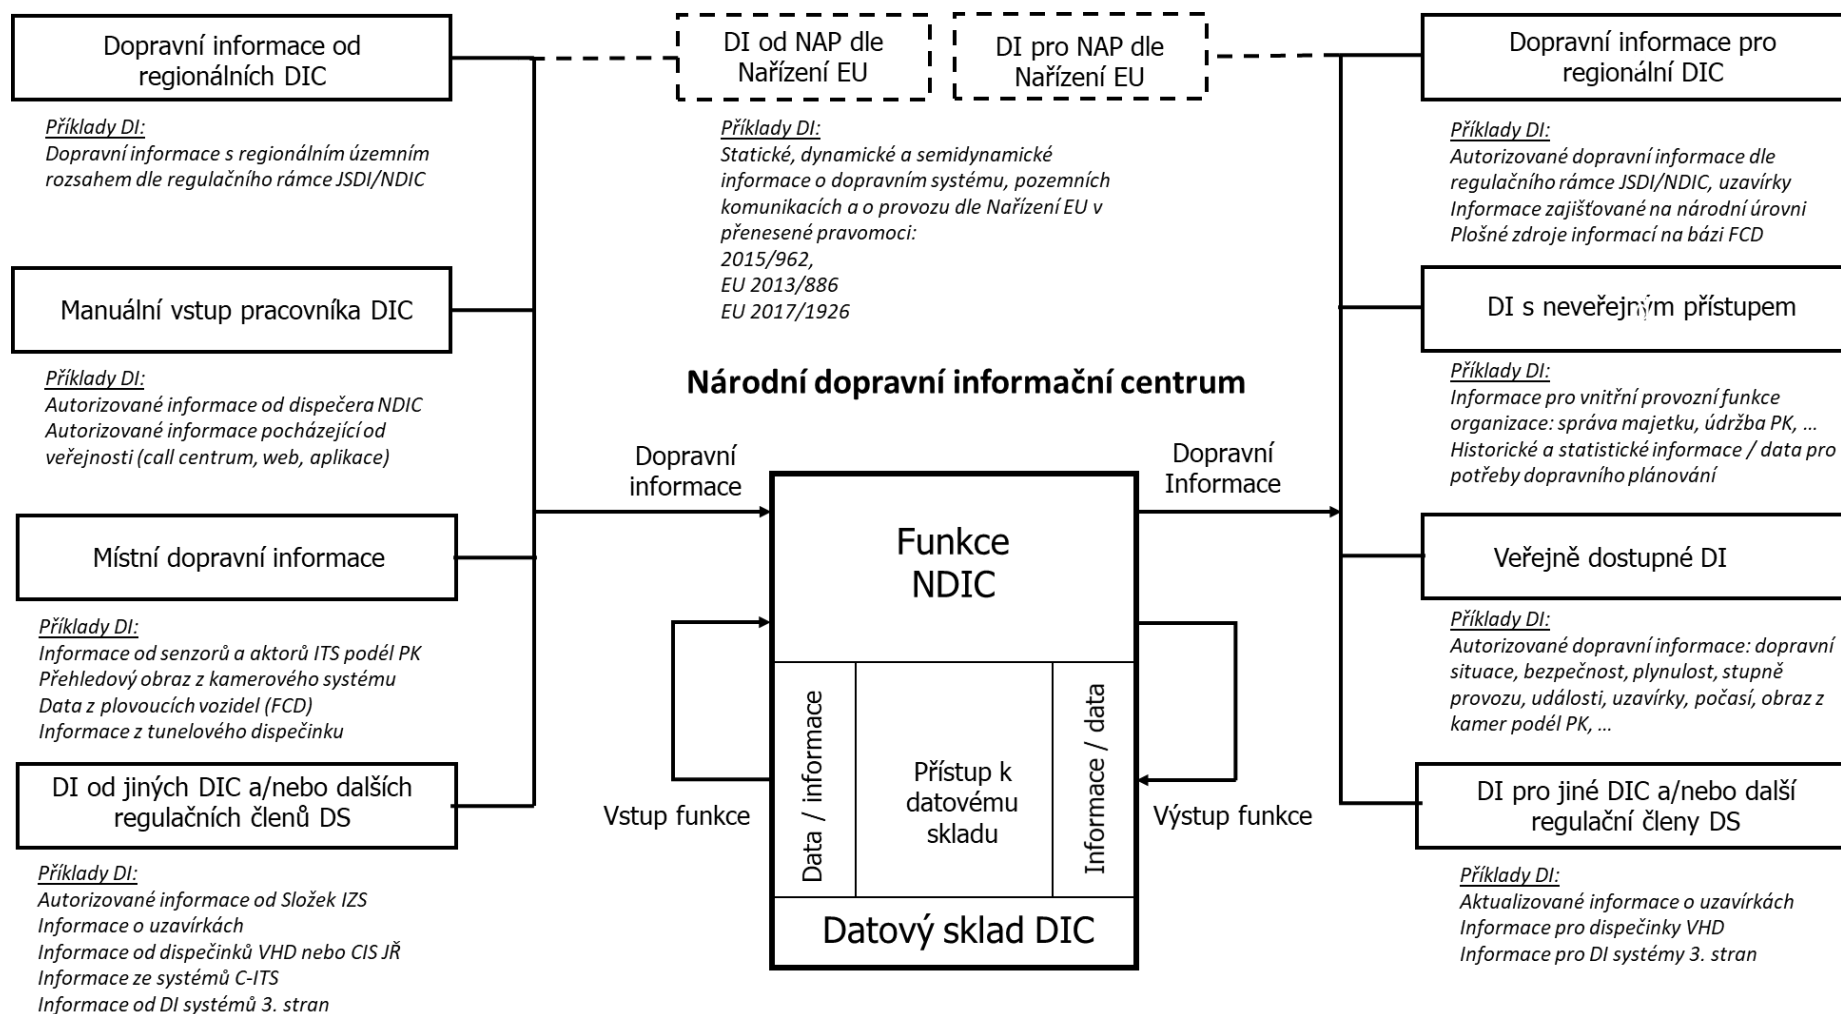 Dopravní informace od
regionálních DIC
Příklady DI:
Dopravní informace s regionálním územním
rozsahem dle regulačního rámce JSDI/NDIC
Manuální vstup pracovníka DIC
Příklady DI:
Autorizované informace od dispečera NDIC
Autorizované informace pocházející od
veřejnosti (call centrum, web, aplikace)
Místní dopravní informace
Příklady DI:
Informace od senzorů a aktorů ITS podél PK
Přehledový obraz z kamerového systému
Data z plovoucích vozidel (FCD)
Informace z tunelového dispečinku
DI od jiných DIC a/nebo dalších
regulačních členů DS
Příklady DI:
Autorizované informace od Složek IZS
Informace o uzavírkách
Informace od dispečinků VHD nebo CIS JŘ
Informace ze systémů C-ITS
Informace od DI systémů 3. stran
DI od NAP dle
Nařízení EU
DI pro NAP dle
Nařízení EU
Příklady DI:
Statické, dynamické a semidynamické
informace o dopravním systému, pozemních
komunikacích a o provozu dle Nařízení EU v
přenesené pravomoci:
2015/962,
EU 2013/886
EU 2017/1926
Národní dopravní informační centrum
Dopravní
informace
Dopravní
Informace
Funkce
NDIC
Vstup funkce
Data / informace
Přístup k
datovému
skladu
Informace / data
Výstup funkce
Datový sklad DIC
Dopravní informace pro
regionální DIC
Příklady DI:
Autorizované dopravní informace dle
regulačního rámce JSDI/NDIC, uzavírky
Informace zajišťované na národní úrovni
Plošné zdroje informací na bázi FCD
DI s neveřejným přístupem
Příklady DI:
Informace pro vnitřní provozní funkce
organizace: správa majetku, údržba PK, ...
Historické a statistické informace / data pro
potřeby dopravního plánování
Veřejně dostupné DI
Příklady DI:
Autorizované dopravní informace: dopravní
situace, bezpečnost, plynulost, stupně
provozu, události, uzavírky, počasí, obraz z
kamer podél PK, ...
DI pro jiné DIC a/nebo další
regulační členy DS
Příklady DI:
Aktualizované informace o uzavírkách
Informace pro dispečinky VHD
Informace pro DI systémy 3. stran